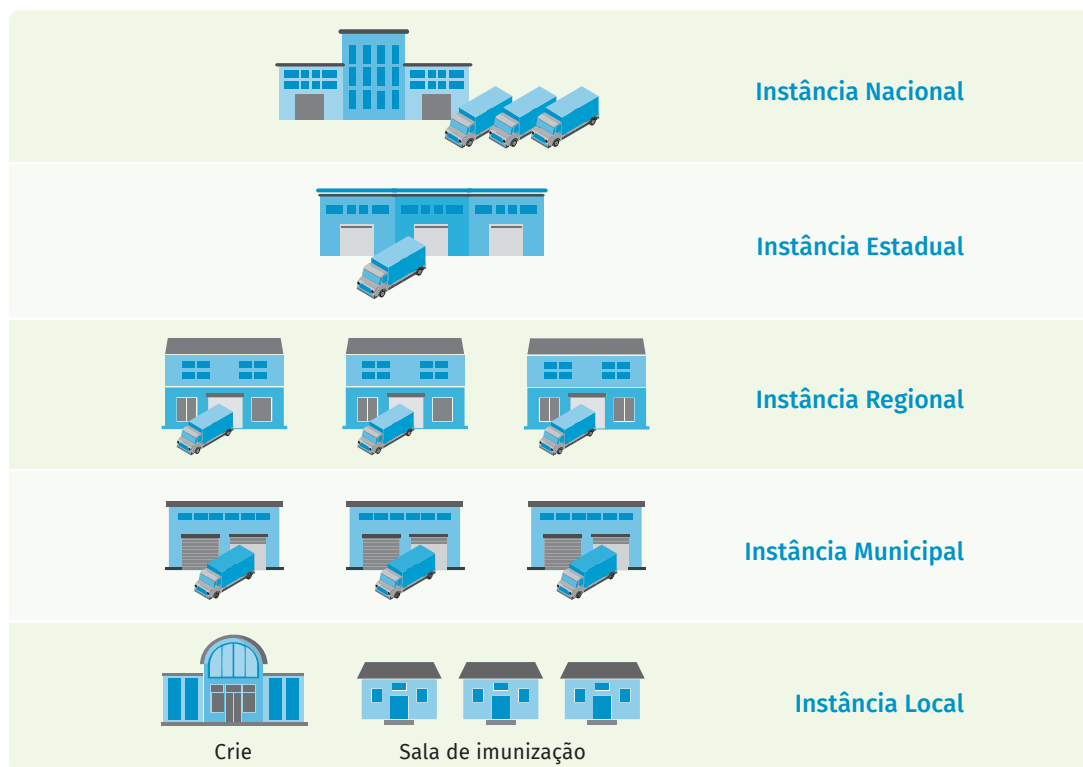 Instância Nacional
Instância Estadual
Instância Regional
Instância Municipal
Instância Local
Crie
Sala de imunização